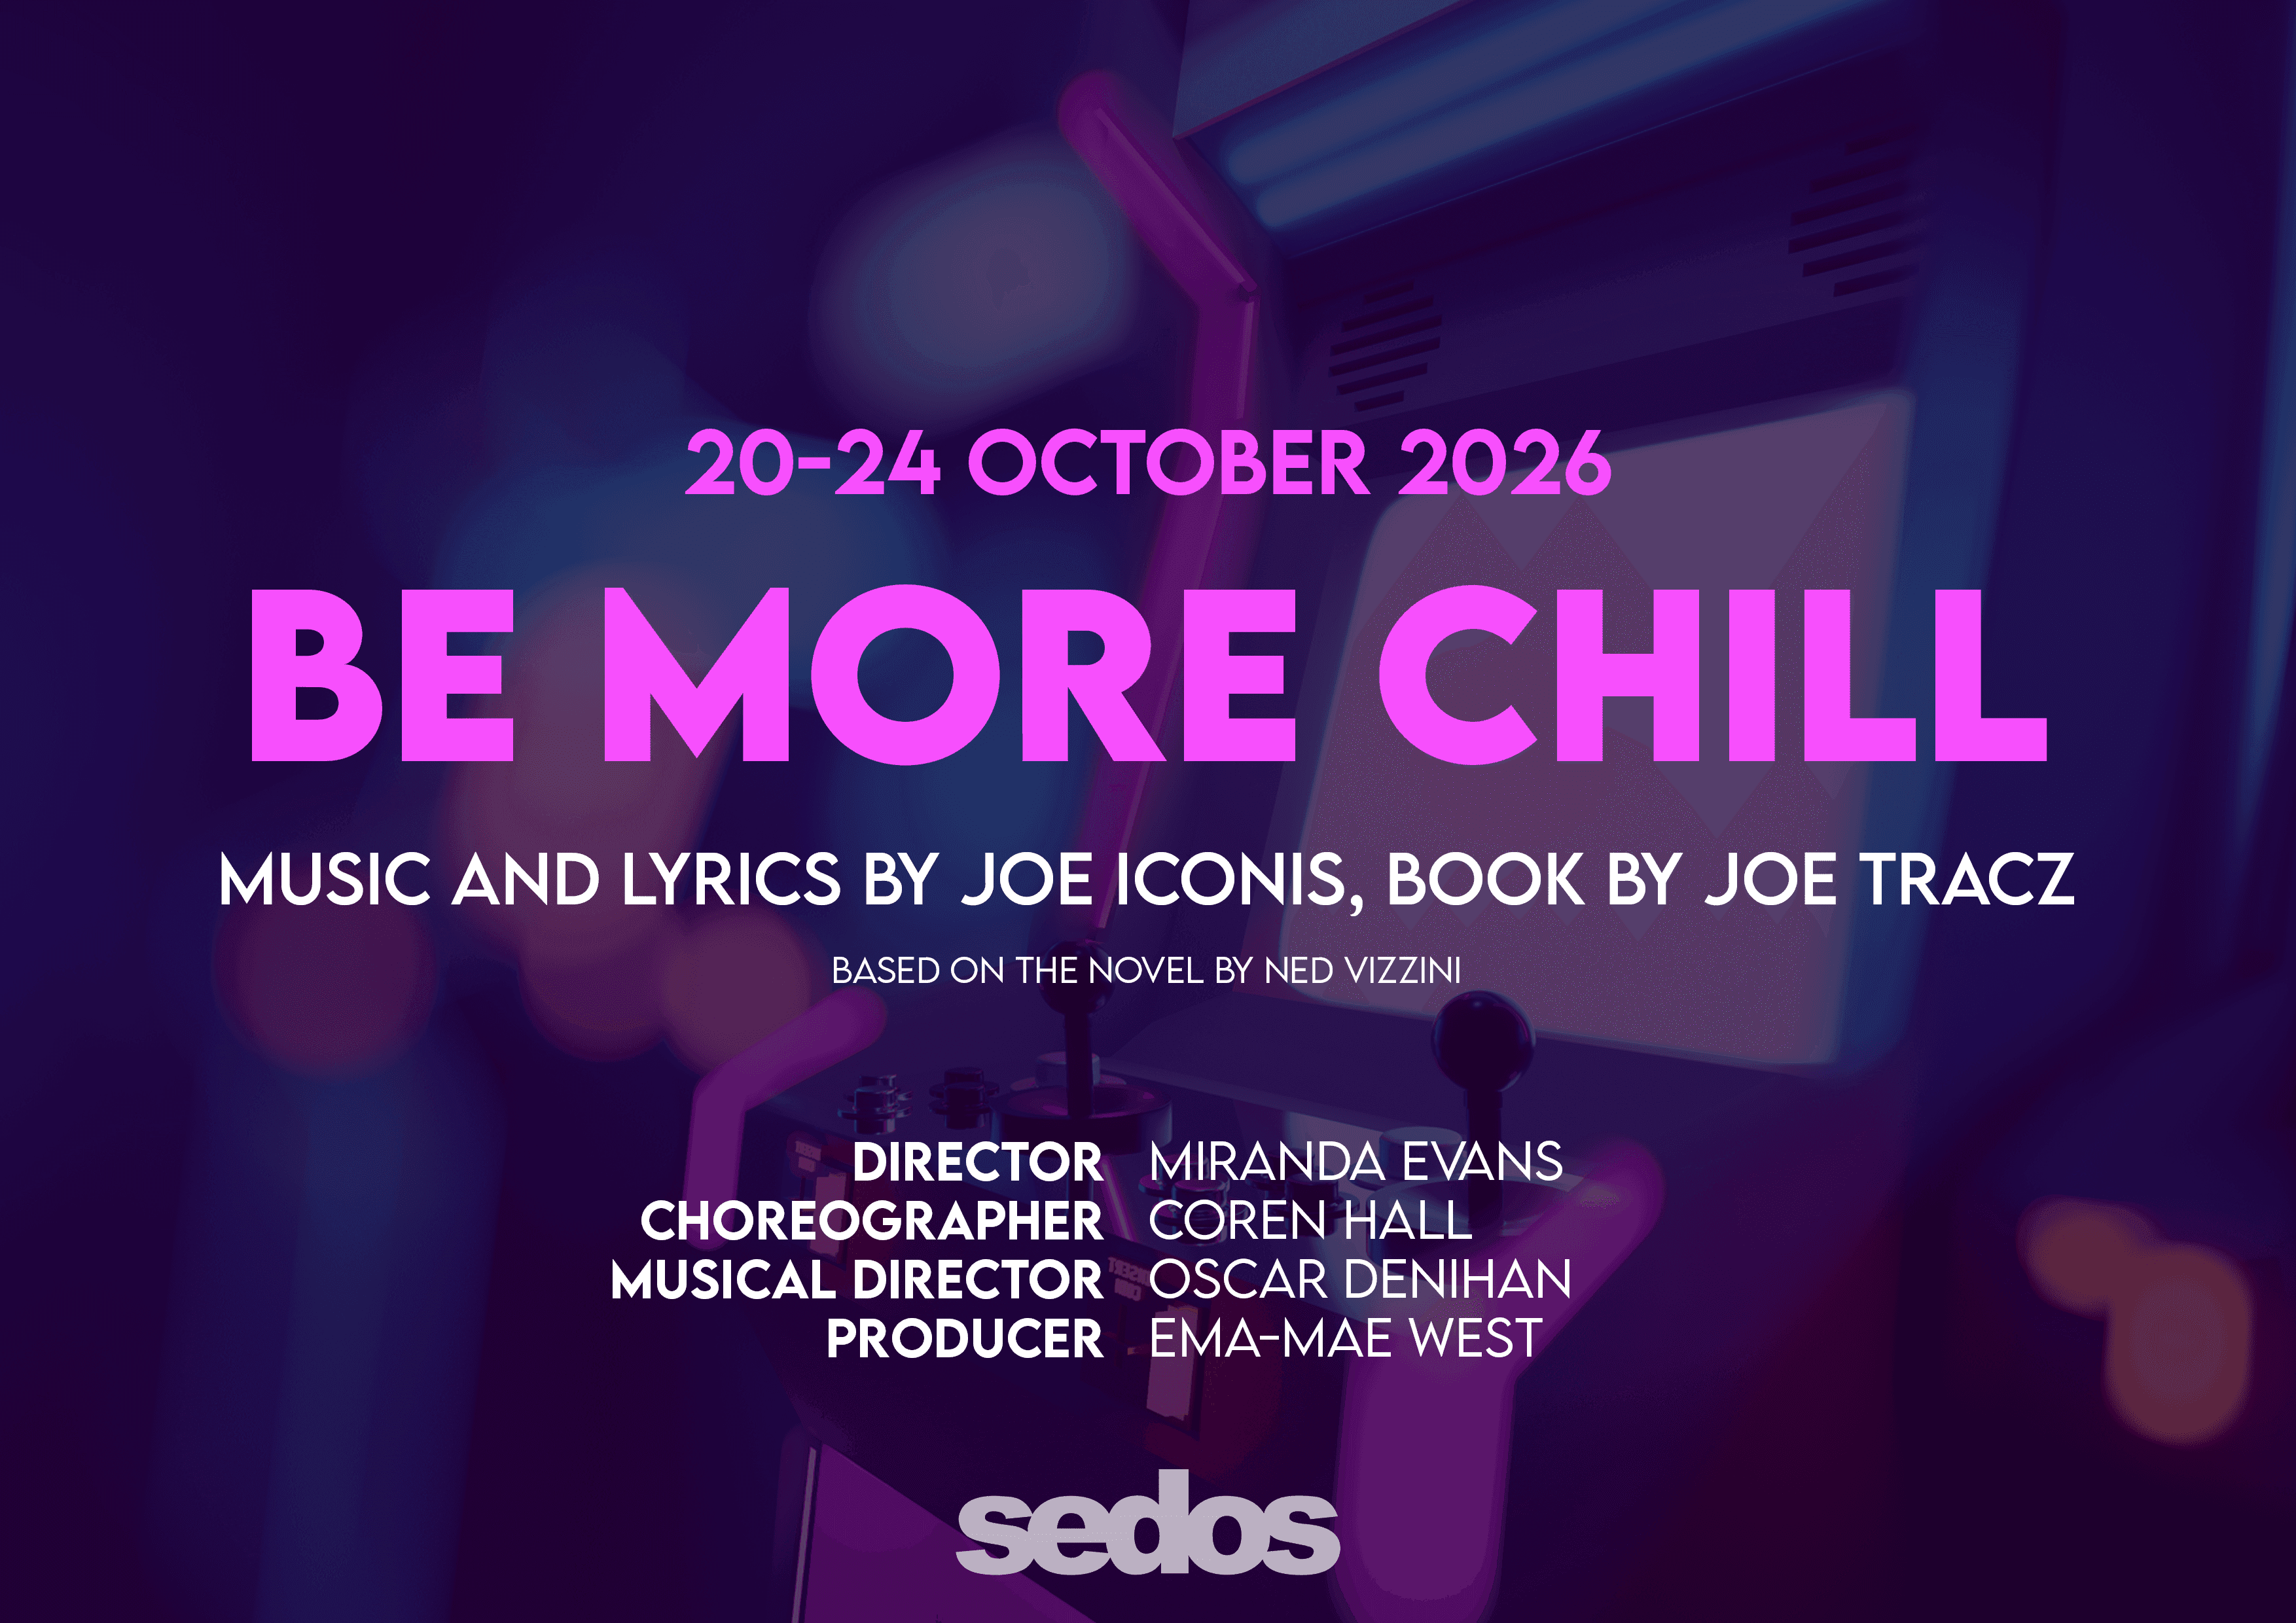 20-24 OCTOBER 2026
BE MORE CHILL
MUSIC AND LYRICS BY JOE ICONIS, BOOK BY JOE TRACZ
BASED ON THE NOVEL BY NED VIZZINI
DIRECTOR MIRANDA EVANS
CHOREOGRAPHER COREN HALL
MUSICAL DIRECTOR OSCAR DENIHAN
PRODUCER EMA-MAE WEST
sedos